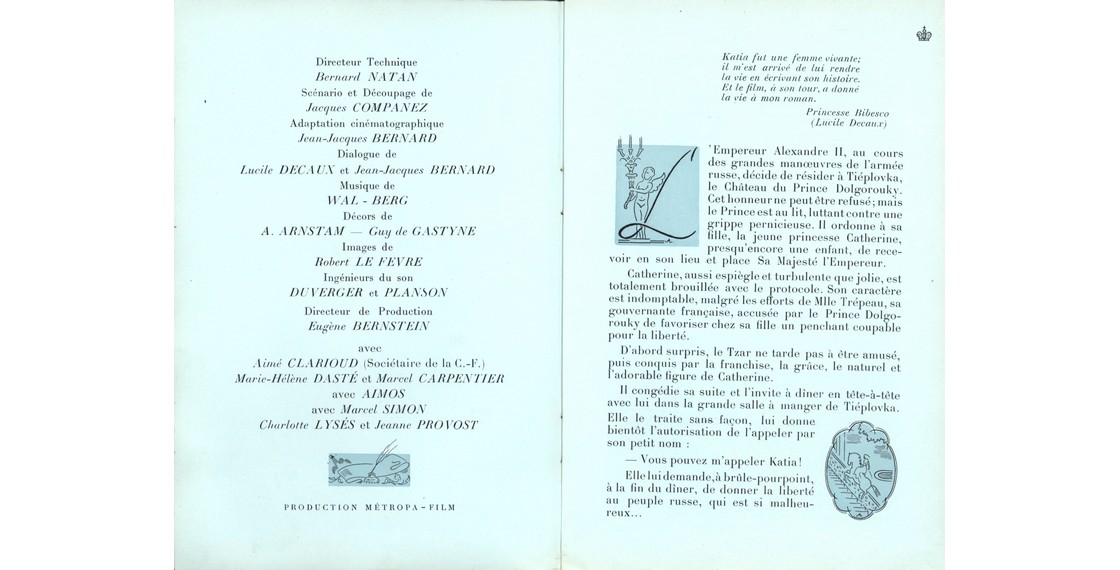 Directeur Technique
Bernard NATAN
Scénario et Découpage de
Jacques COMPANEZ
Adaptation cinématographique
Jean-Jacques BERNARD
Dialogue de
Lucile DECAUX et Jean-Jacques BERNARD
Musique de
WAL - BERG
Décors de
A. ARNSTAM — Guy de GASTYNE
Images de
Robert LE FEVRE
Ingénieurs du son
DUVERGER et PLANSON
Directeur de Production
Eugène BERNSTEIN
avec
Aimé CLARIOUD (Sociétaire de la C.-F.)
Marie-Hélène DASTÉ et Marcel CARPENTIER
avec AIMOS
avec Marcel SIMON
Charlotte LYSÉS et Jeanne PROVOST
PRODUCTION MÉTROPA-FILM
Katia fut une femme vivante;
il m'est arrivé de lui rendre
la vie en écrivant son histoire.
Et le film, à son tour, a donné
la vie à mon roman.
Princesse Bibesco
(Lucile Decaux)
L'Empereur Alexandre II, au cours
des grandes manœuvres de l'armée
russe, décide de résider à Tiéplovka,
le Château du Prince Dolgorouky.
Cet honneur ne peut être refusé; mais
le Prince est au lit, luttant contre une
grippe pernicieuse. Il ordonne à sa
fille, la jeune princesse Catherine,
presqu'encore une enfant, de rece-
voir en son lieu et place Sa Majesté l'Empereur.
Catherine, aussi espiègle et turbulente que jolie, est
totalement brouillée avec le protocole. Son caractère
est indomptable, malgré les efforts de Mlle Trépeau, sa
gouvernante française, accusée par le Prince Dolgo-
rouky de favoriser chez sa fille un penchant coupable
pour la liberté.
D'abord surpris, le Tzar ne tarde pas à être amusé,
puis conquis par la franchise, la grâce, le naturel et
l'adorable figure de Catherine.
Il congédie sa suite et l'invite à dîner en tête-à-tête
avec lui dans la grande salle à manger de Tiéplovka.
Elle le traite sans façon, lui donne
bientôt l'autorisation de l'appeler par
son petit nom :
— Vous pouvez m'appeler Katia!
Elle lui demande, à brûle-pourpoint,
à la fin du dîner, de donner la liberté
au peuple russe, qui est si malheu-
reux...